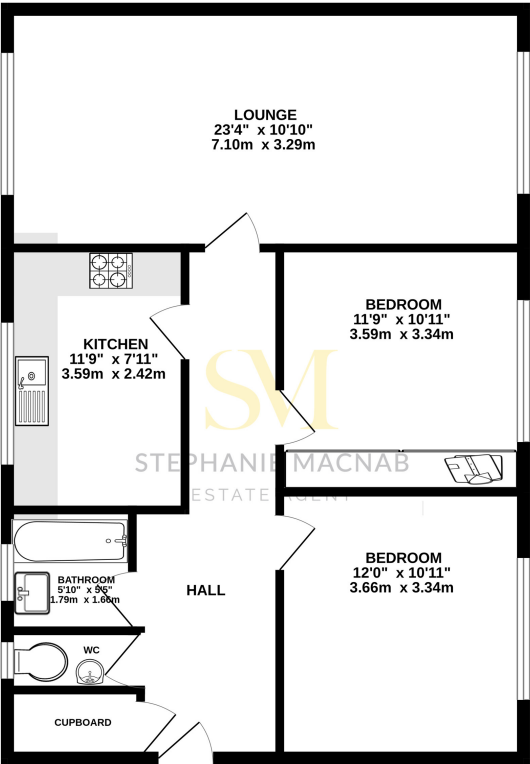 LOUNGE
23'4" x 10'10"
7.10m x 3.29m
BEDROOM
11'9" x 10'11"
3.59m x 3.34m
KITCHEN
11'9" x 7'11"
3.59m x 2.42m
SM
STEPHANIE MACNAB
ESTATE AGENT
BEDROOM
12'0" x 10'11"
3.66m x 3.34m
BATHROOM
5'10" x 5'5"
1.79m x 1.66m
HALL
WC
CUPBOARD